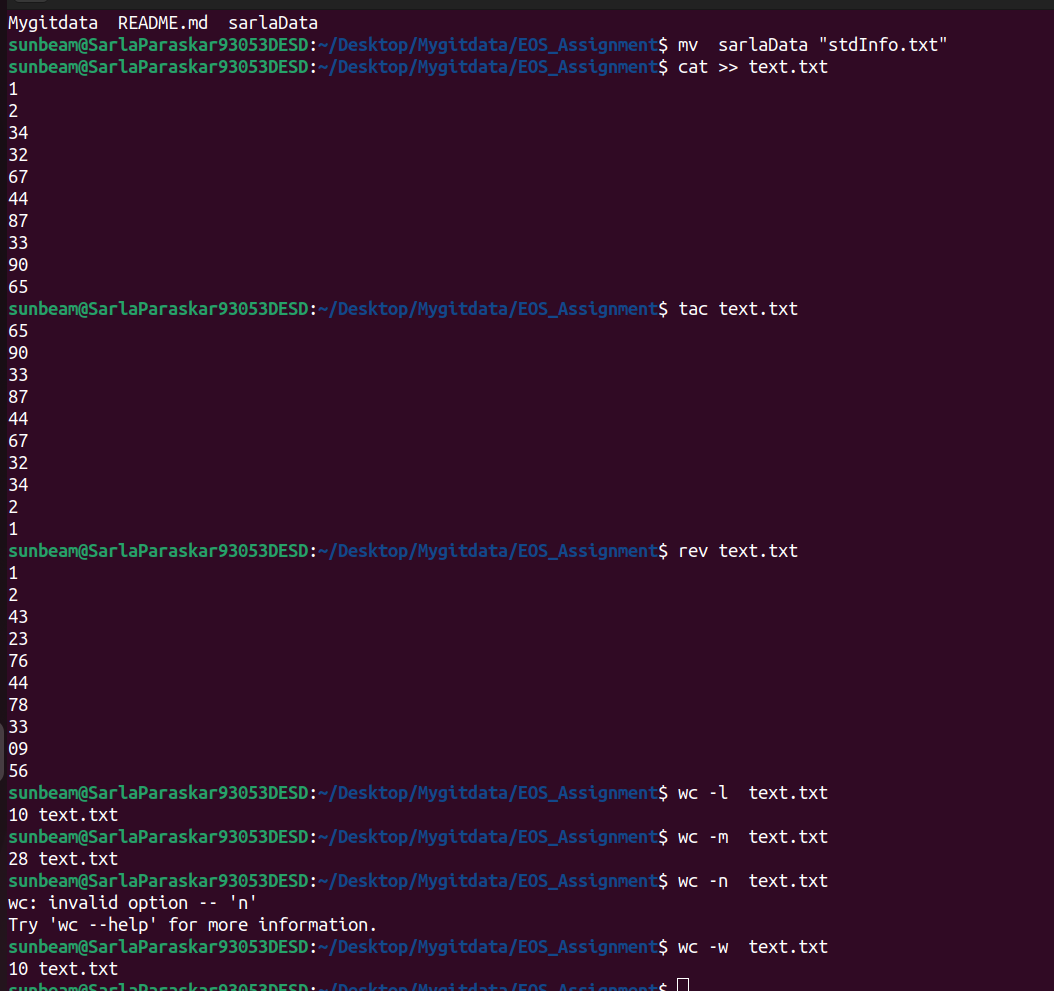 Mygitdata  README.md  sarlaData
sunbeam@SarlaParaskar93053DESD:~/Desktop/Mygitdata/EOS_Assignment$ mv  sarlaData "stdInfo.txt"
sunbeam@SarlaParaskar93053DESD:~/Desktop/Mygitdata/EOS_Assignment$ cat >> text.txt
1
2
34
32
67
44
87
33
90
65
sunbeam@SarlaParaskar93053DESD:~/Desktop/Mygitdata/EOS_Assignment$ tac text.txt
65
90
33
87
44
67
32
34
2
1
sunbeam@SarlaParaskar93053DESD:~/Desktop/Mygitdata/EOS_Assignment$ rev text.txt
1
2
43
23
76
44
78
33
09
56
sunbeam@SarlaParaskar93053DESD:~/Desktop/Mygitdata/EOS_Assignment$ wc -l  text.txt
10 text.txt
sunbeam@SarlaParaskar93053DESD:~/Desktop/Mygitdata/EOS_Assignment$ wc -m  text.txt
28 text.txt
sunbeam@SarlaParaskar93053DESD:~/Desktop/Mygitdata/EOS_Assignment$ wc -n  text.txt
wc: invalid option -- 'n'
Try 'wc --help' for more information.
sunbeam@SarlaParaskar93053DESD:~/Desktop/Mygitdata/EOS_Assignment$ wc -w  text.txt
10 text.txt
sunbeam@SarlaParaskar93053DESD:~/Desktop/Mygitdata/EOS_Assignment$